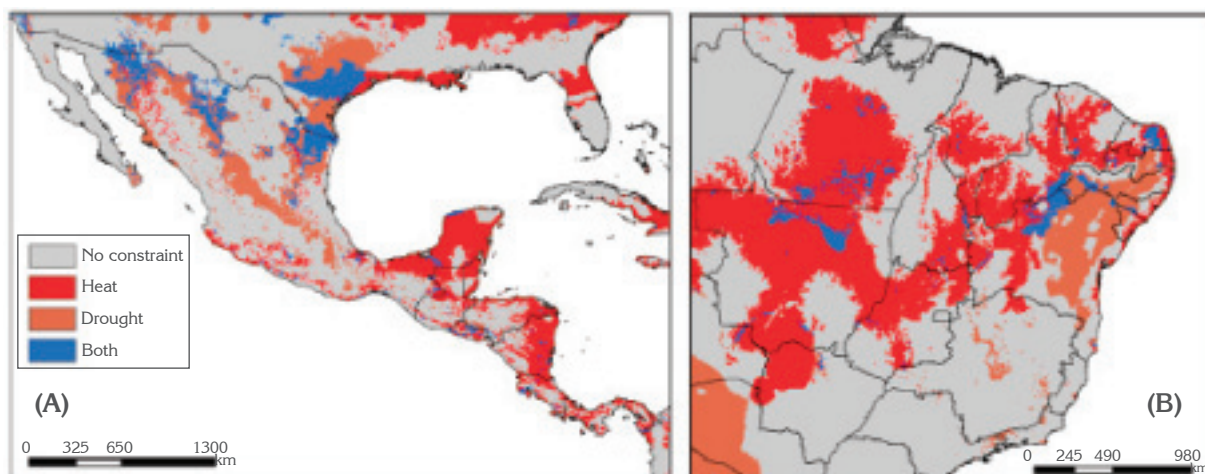 No constraint
Heat
Drought
Both
(A)
0 325 650 1300
km
(B)
0 245 490 980
km